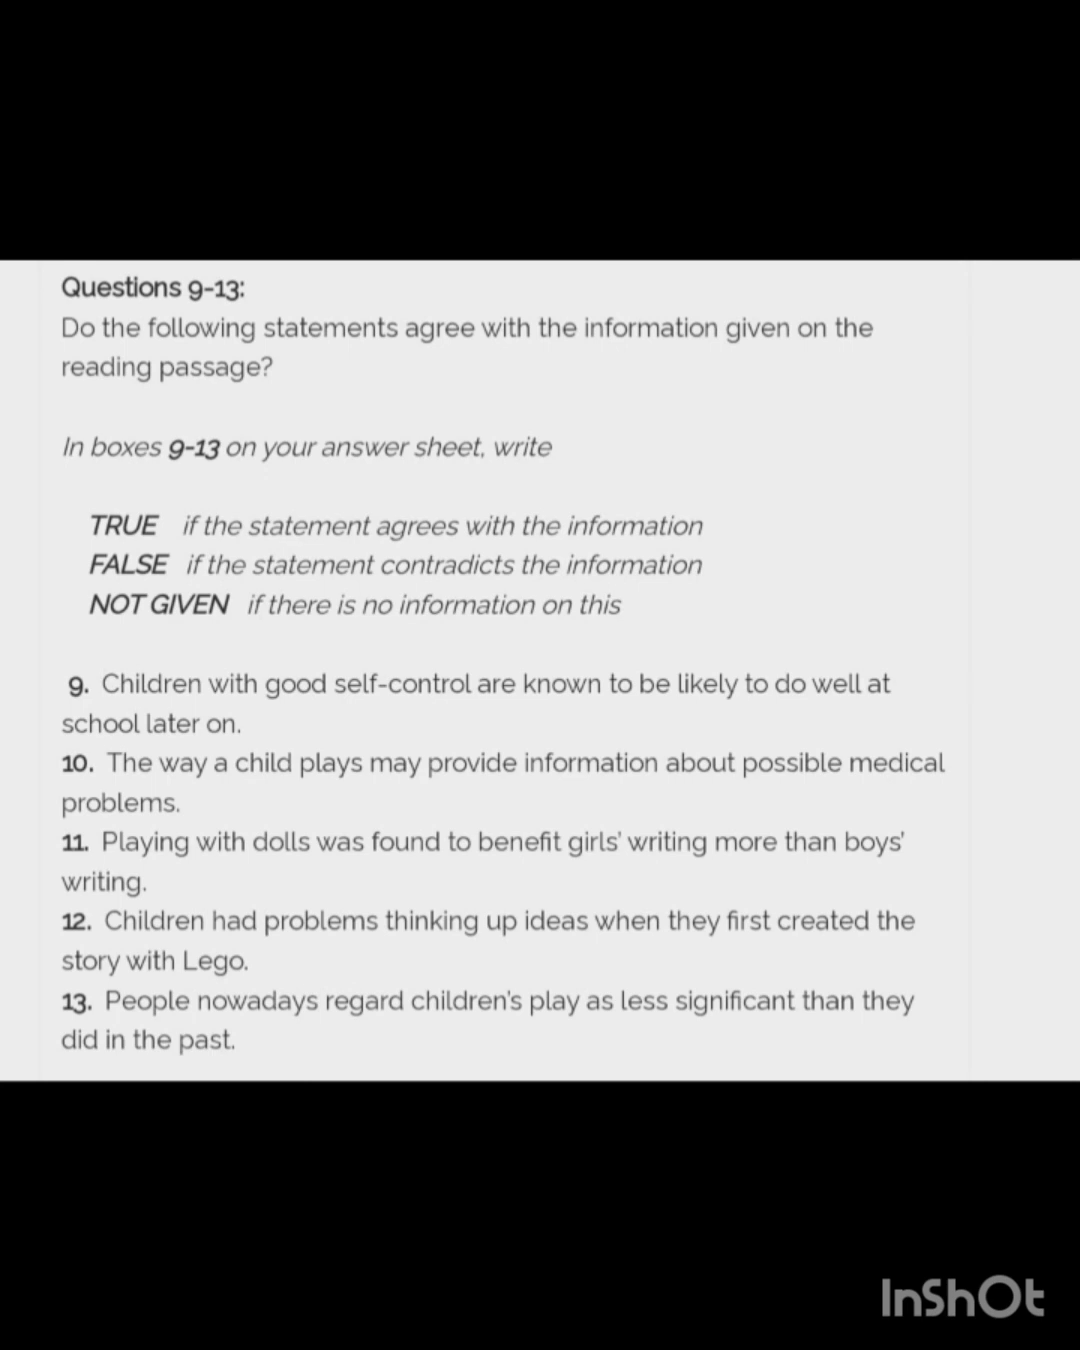 Questions 9-13:
Do the following statements agree with the information given on the
reading passage?
In boxes 9-13 on your answer sheet, write
TRUE if the statement agrees with the information
FALSE if the statement contradicts the information
NOT GIVEN if there is no information on this
9. Children with good self-control are known to be likely to do well at
school later on.
10. The way a child plays may provide information about possible medical
problems.
11. Playing with dolls was found to benefit girls' writing more than boys'
writing.
12. Children had problems thinking up ideas when they first created the
story with Lego.
13. People nowadays regard children's play as less significant than they
did in the past.
InShOt